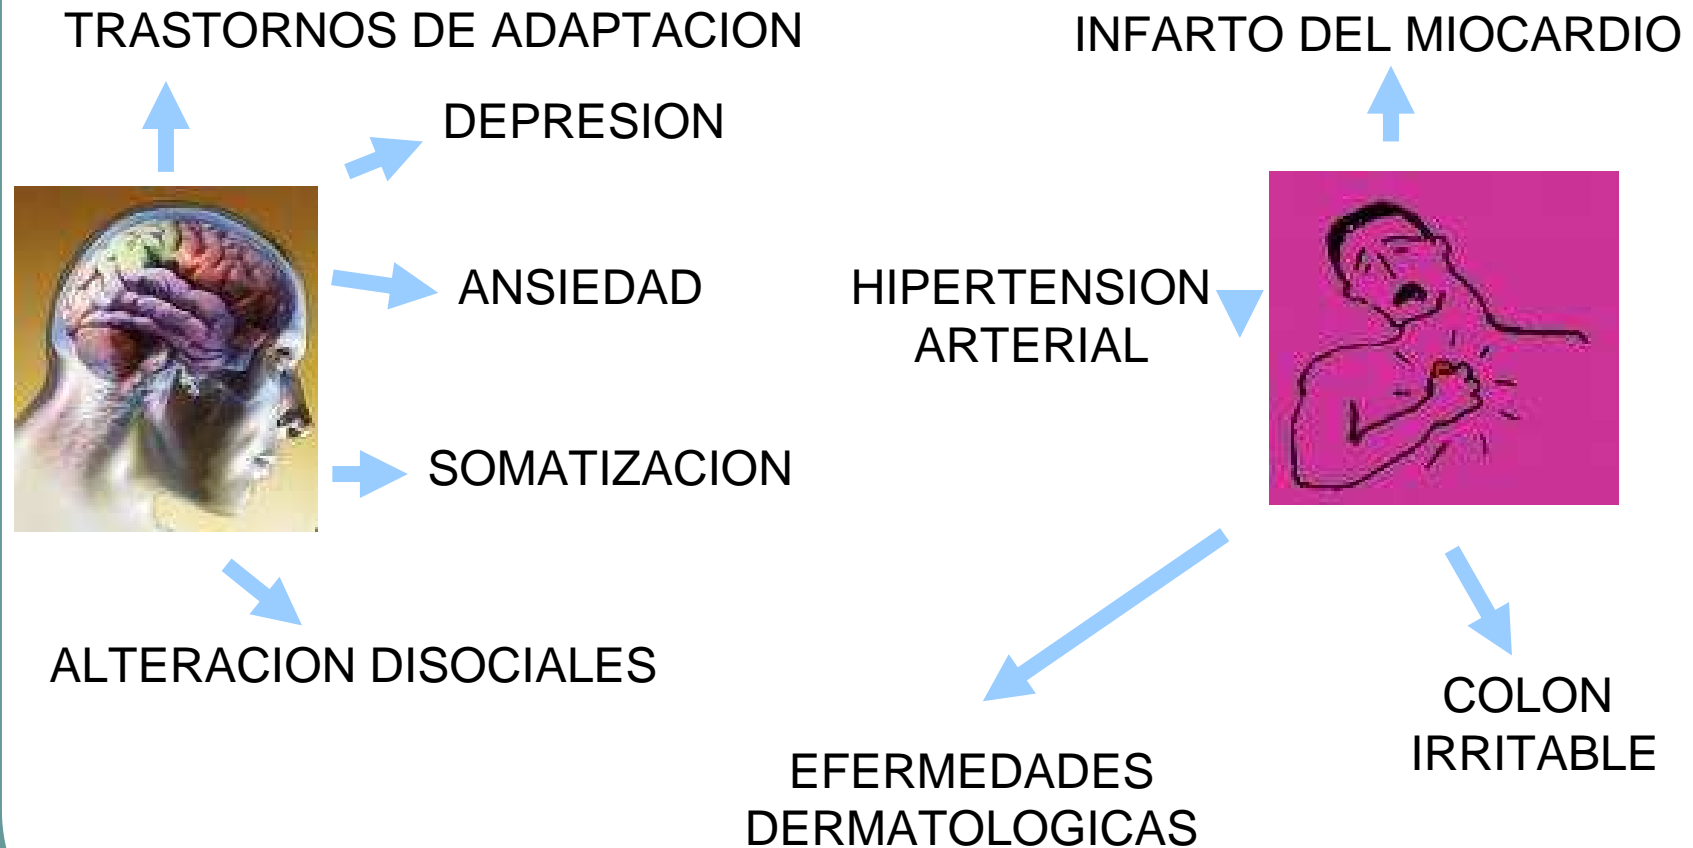 TRASTORNOS DE ADAPTACION
INFARTO DEL MIOCARDIO
DEPRESION
ANSIEDAD
HIPERTENSION
ARTERIAL
SOMATIZACION
ALTERACION DISOCIALES
COLON
IRRITABLE
EFERMEDADES
DERMATOLOGICAS